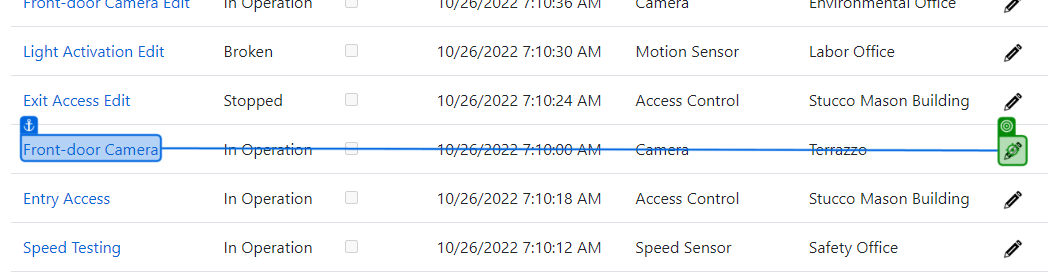 Front-door Camera Edit In Operation 10/26/2022 7:10:36 AM Camera Environmental Office
Light Activation Edit Broken 10/26/2022 7:10:30 AM Motion Sensor Labor Office
Exit Access Edit Stopped 10/26/2022 7:10:24 AM Access Control Stucco Mason Building
Front-door Camera In Operation 10/26/2022 7:10:00 AM Camera Terrazzo
Entry Access In Operation 10/26/2022 7:10:18 AM Access Control Stucco Mason Building
Speed Testing In Operation 10/26/2022 7:10:12 AM Speed Sensor Safety Office